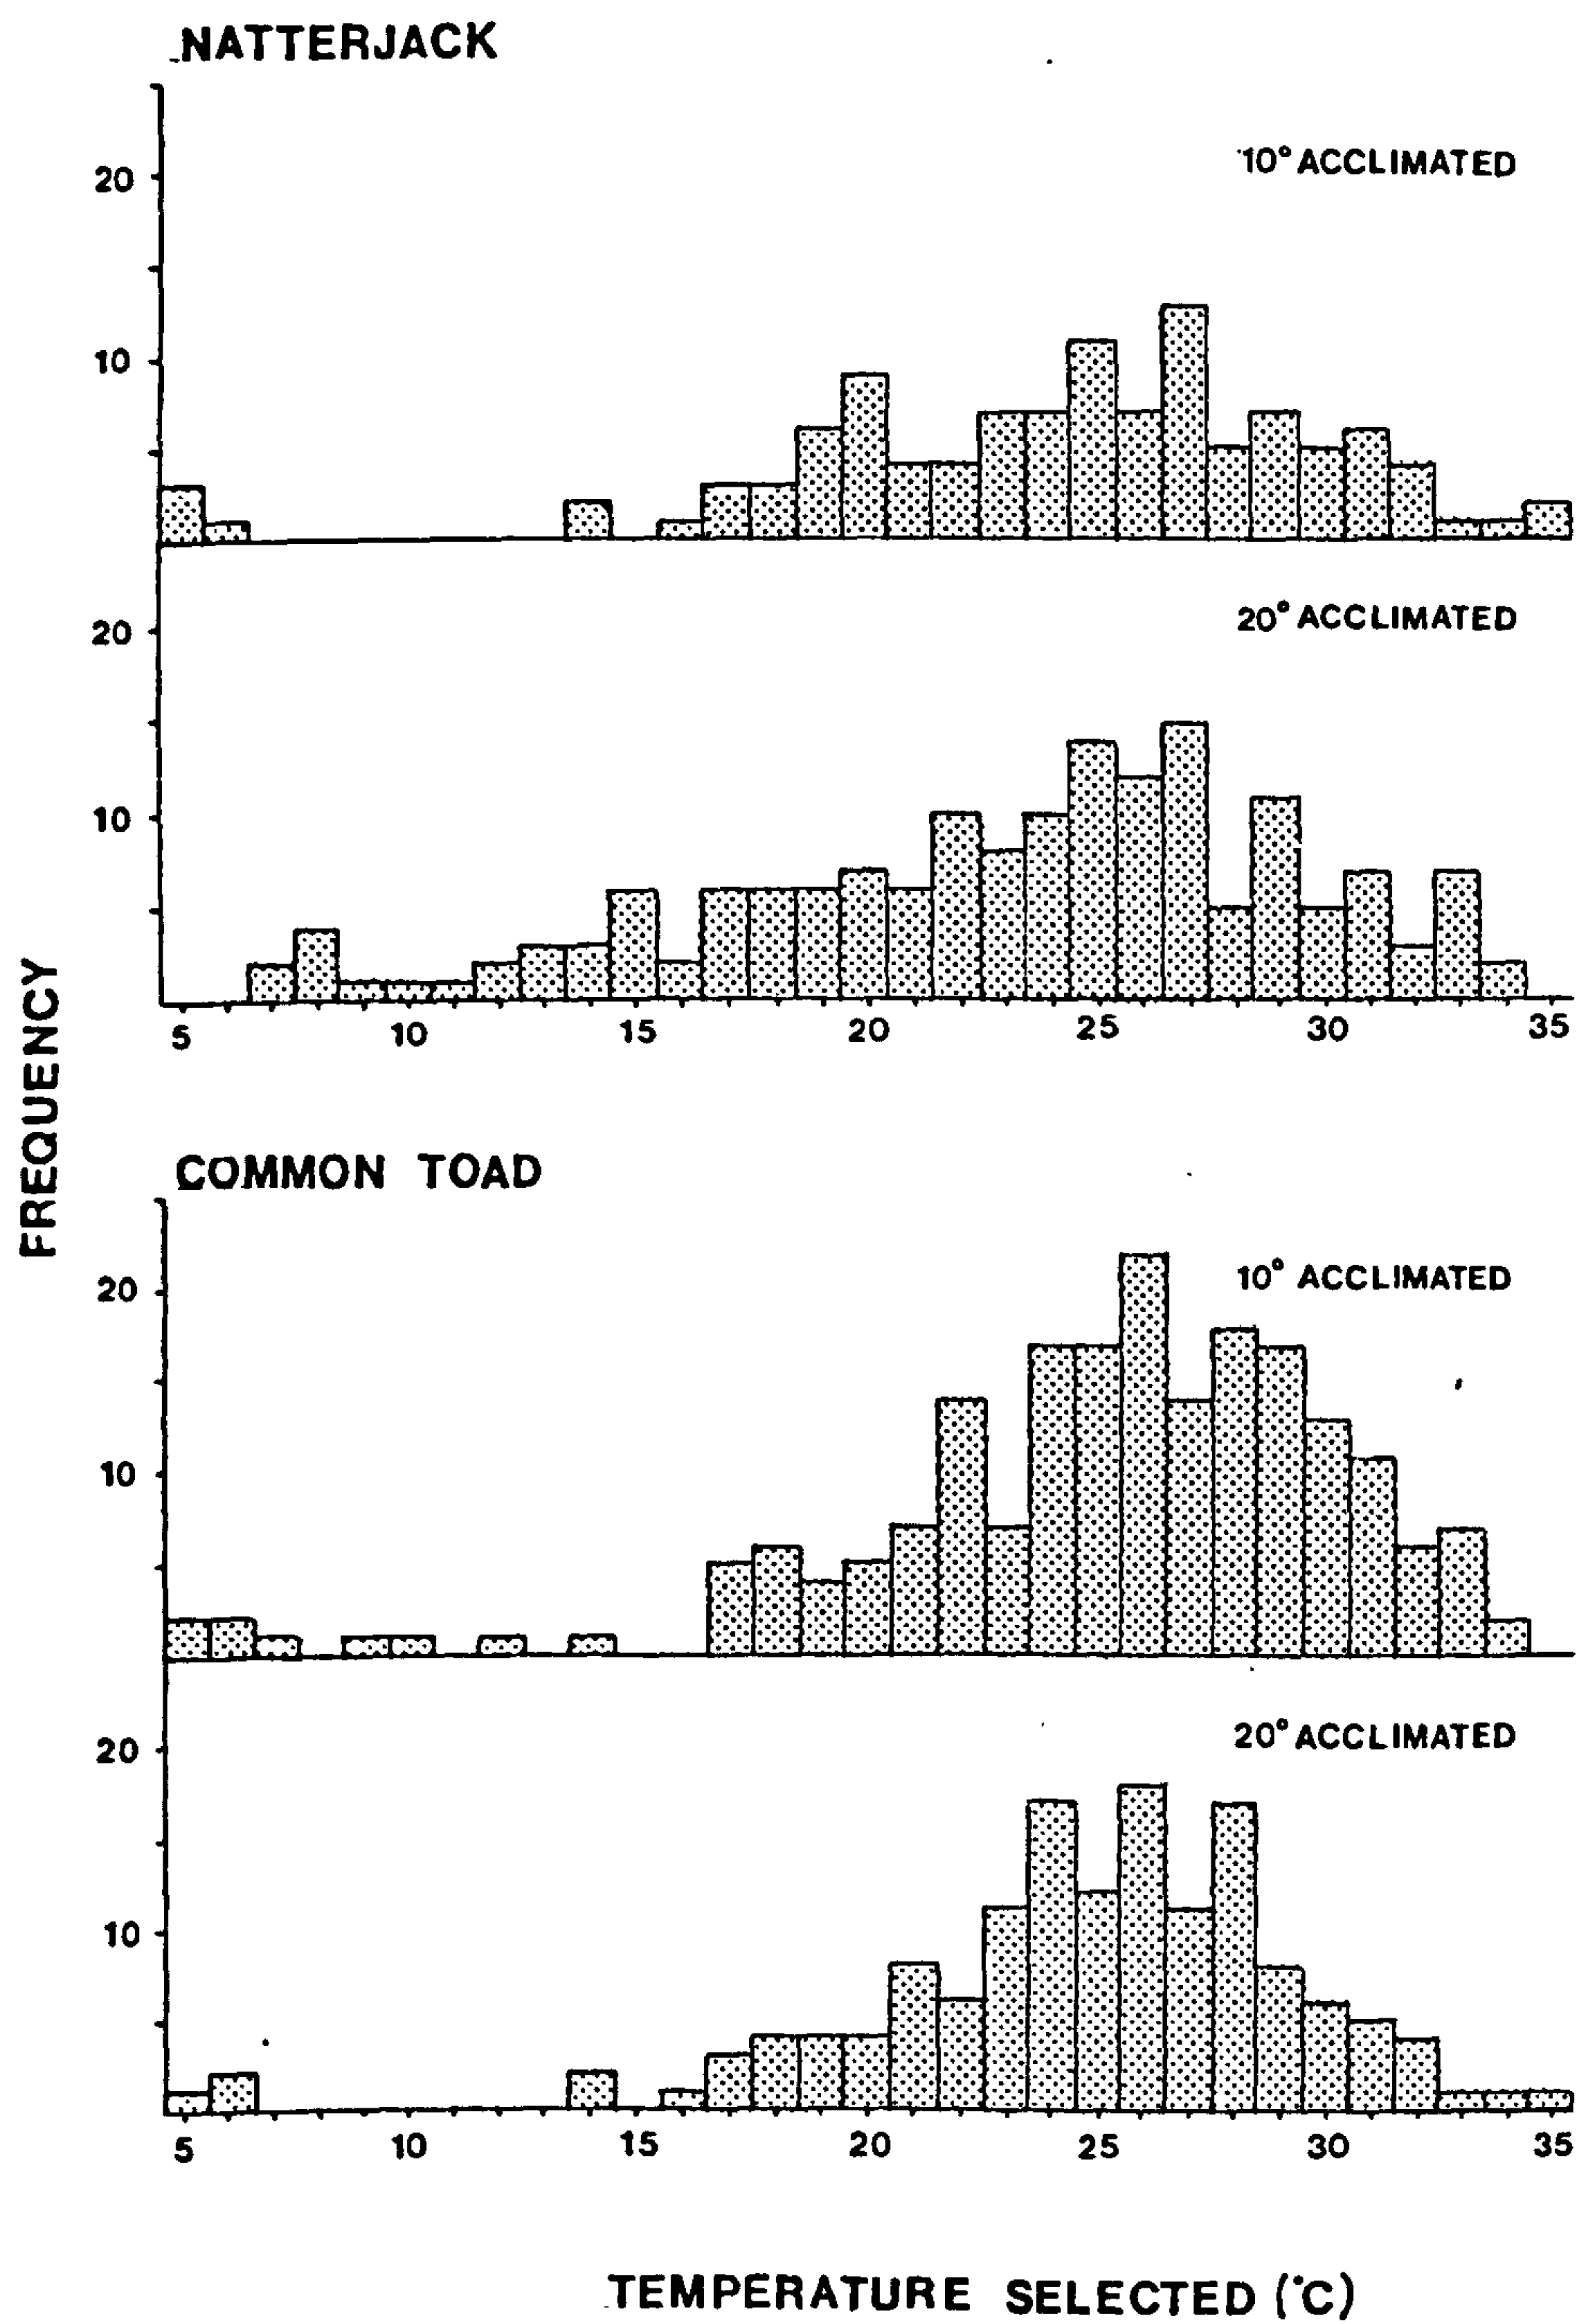 NATTERJACK
10° ACCLIMATED
20
10
20° ACCLIMATED
20
10
5 10 15 20 25 30 35
FREQUENCY
COMMON TOAD
10° ACCLIMATED
20
10
20° ACCLIMATED
20
10
5 10 15 20 25 30 35
TEMPERATURE SELECTED (°C)